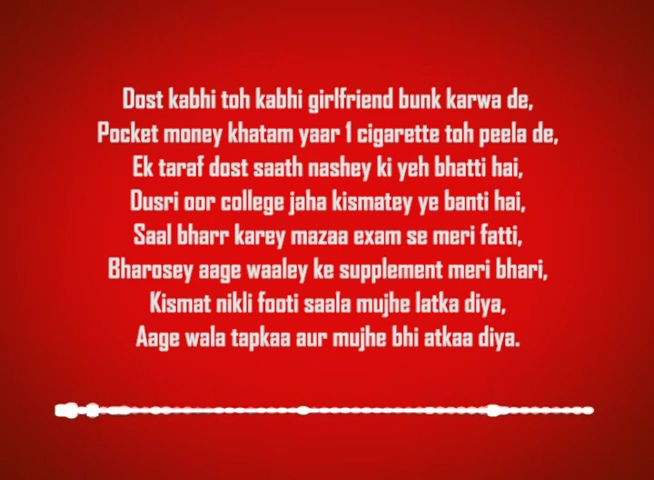 Dost kabhi toh kabhi girlfriend bunk karwa de,
Pocket money khatam yaar 1 cigarette toh peela de,
Ek taraf dost saath nashey ki yeh bhatti hai,
Dusri oor college jaha kismatey ye banti hai,
Saal bharr karey mazaa exam se meri fatti,
Bharosey aage waaley ke supplement meri bhari,
Kismat nikli footi saala mujhe latka diya,
Aage wala tapkaa aur mujhe bhi atkaa diya.